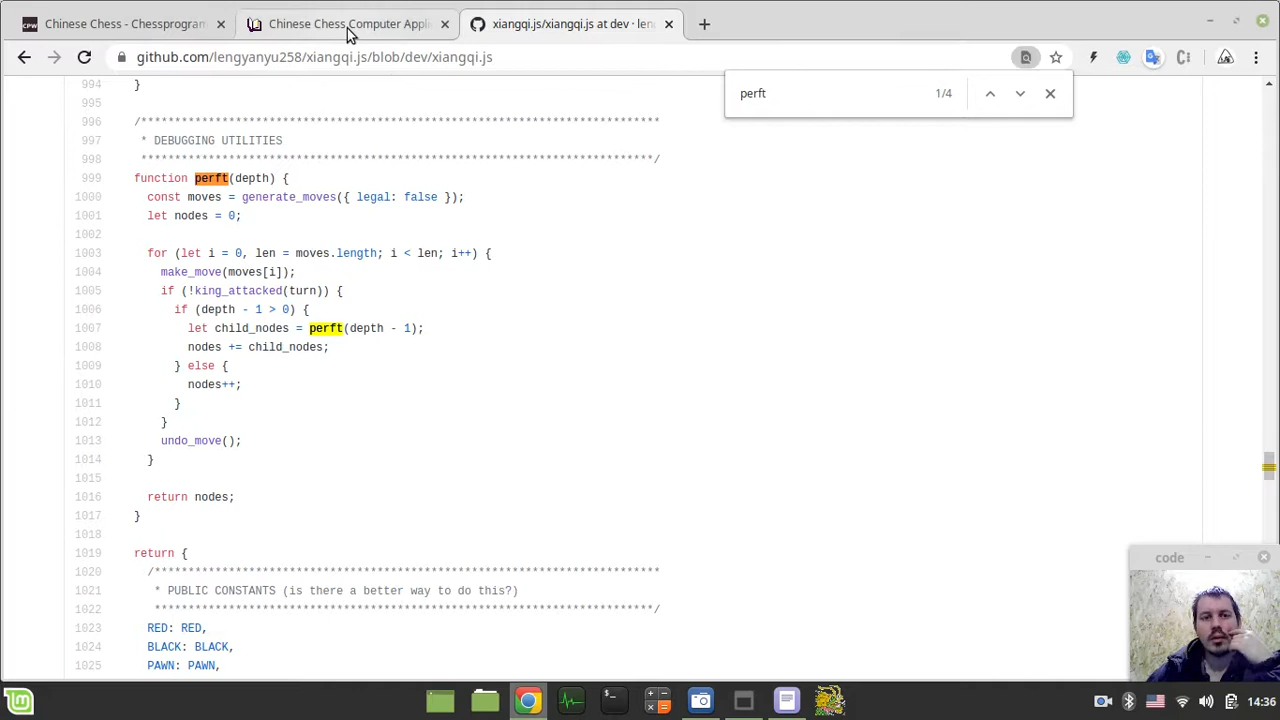 Chinese Chess - Chessprogram
Chinese Chess Computer Appli
xiangqi.js/xiangqi.js at dev · len
github.com/lengyanyu258/xiangqi.js/blob/dev/xiangqi.js
perft 1/4
994 }
995
996 /****************************************************************************
997 * DEBUGGING UTILITIES
998 ****************************************************************************/
999 function perft(depth) {
1000 const moves = generate_moves({ legal: false });
1001 let nodes = 0;
1002
1003 for (let i = 0, len = moves.length; i < len; i++) {
1004 make_move(moves[i]);
1005 if (!king_attacked(turn)) {
1006 if (depth - 1 > 0) {
1007 let child_nodes = perft(depth - 1);
1008 nodes += child_nodes;
1009 } else {
1010 nodes++;
1011 }
1012 }
1013 undo_move();
1014 }
1015
1016 return nodes;
1017 }
1018
1019 return {
1020 /****************************************************************************
1021 * PUBLIC CONSTANTS (is there a better way to do this?)
1022 ****************************************************************************/
1023 RED: RED,
1024 BLACK: BLACK,
1025 PAWN: PAWN,
code
14:36